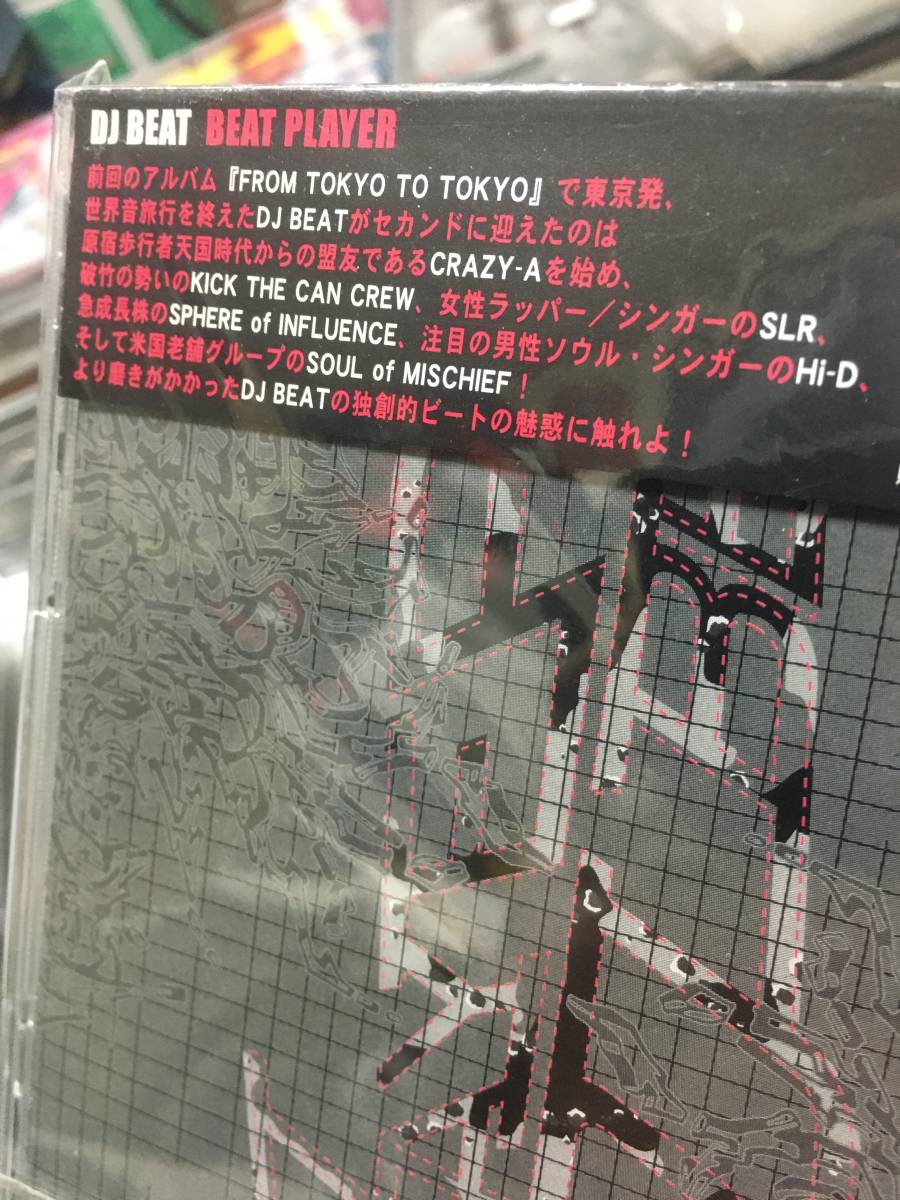 DJ BEAT BEAT PLAYER
前回のアルバム『FROM TOKYO TO TOKYO』で東京発、
世界音旅行を終えたDJ BEATがセカンドに迎えたのは
原宿歩行者天国時代からの盟友であるCRAZY-Aを始め、
破竹の勢いのKICK THE CAN CREW、女性ラッパー／シンガーのSLR、
急成長株のSPHERE of INFLUENCE、注目の男性ソウル・シンガーのHi-D、
そして米国老舗グループのSOUL of MISCHIEF！
より磨きがかかったDJ BEATの独創的ビートの魅惑に触れよ！